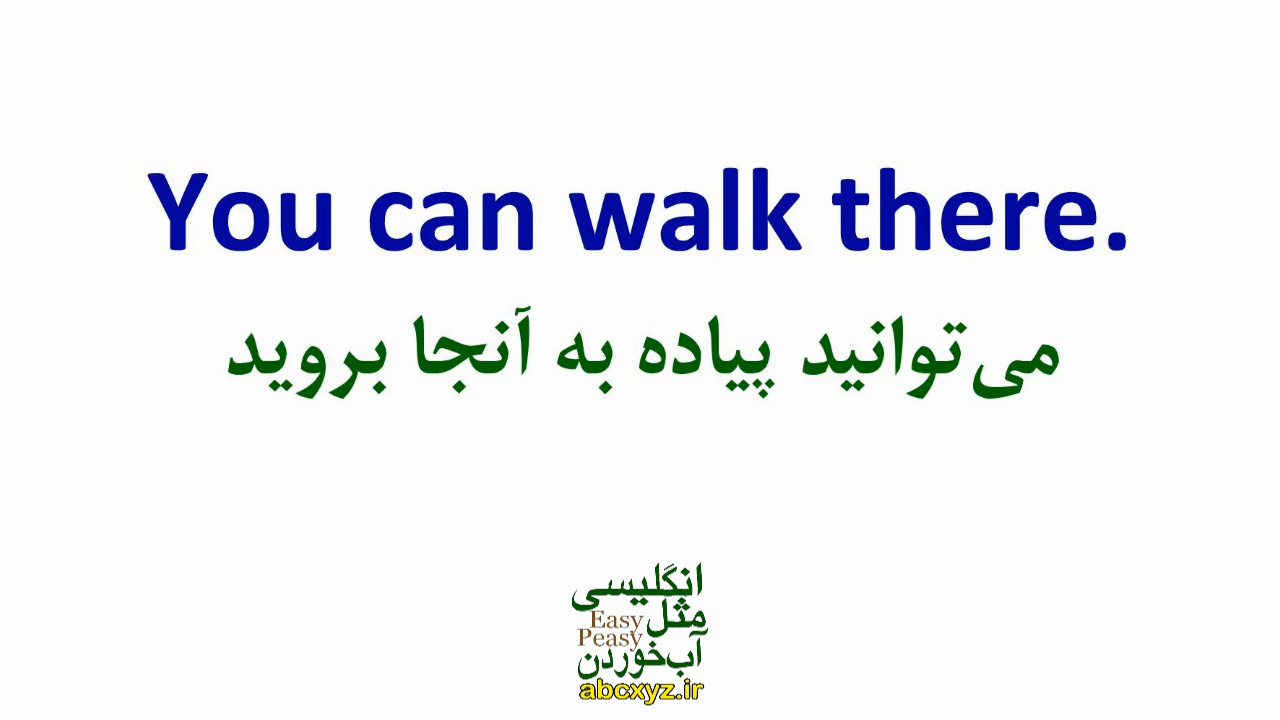 You can walk there.
می‌توانید پیاده به آنجا بروید
انگلیسی
مثل Easy
Peasy
آب‌خوردن
abcxyz.ir